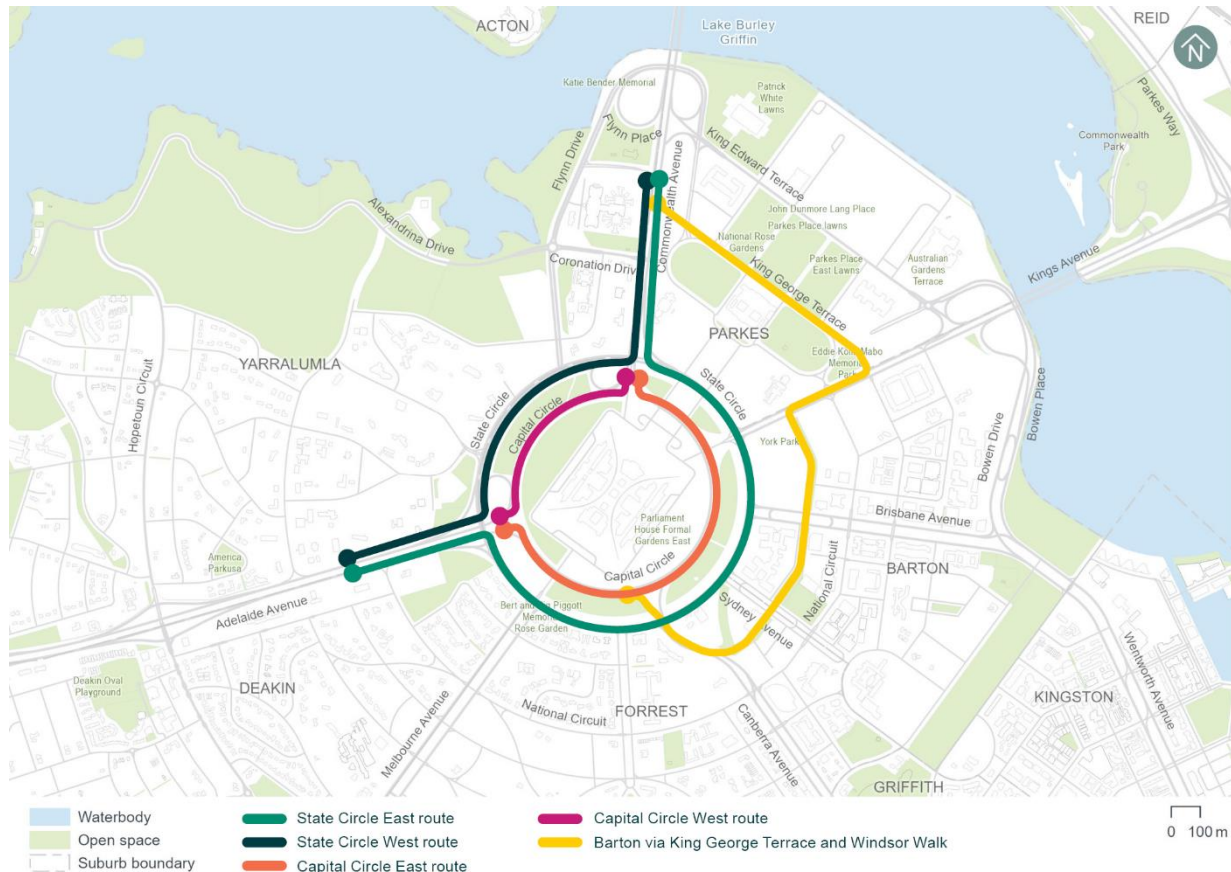 ACTON
Lake Burley
Griffin
REID
N
Katie Bender Memorial
Patrick
White
Lawns
Parkes Way
Flynn Place
Commonwealth
Park
Flynn Drive
King Edward Terrace
Commonwealth Avenue
John Dunmore Lang Place
Alexandrina Drive
National Rose
Gardens
Parkes Place lawns
Coronation Drive
Parkes Place
East Lawns
Australian
Gardens
Terrace
Kings Avenue
King George Terrace
PARKES
YARRALUMLA
Eddie Koiki Mabo
Memorial
Park
Hopetoun Circuit
State Circle
Capital Circle
State Circle
York Park
Bowen Drive
Bowen Place
Parliament
House Formal
Gardens East
Brisbane Avenue
America
Parkusa
Capital Circle
National Circuit
BARTON
Adelaide Avenue
Bert and
Piggott
Memorial
Rose Garden
Sydney Avenue
Wentworth Avenue
Deakin Oval
Playground
DEAKIN
Melbourne Avenue
National Circuit
FORREST
Canberra Avenue
KINGSTON
GRIFFITH
Waterbody
Open space
Suburb boundary
State Circle East route
State Circle West route
Capital Circle East route
Capital Circle West route
Barton via King George Terrace and Windsor Walk
0 100 m